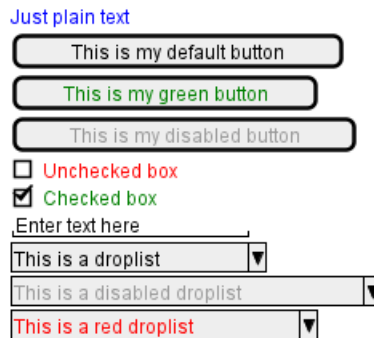 Just plain text
This is my default button
This is my green button
This is my disabled button
Unchecked box
Checked box
Enter text here
This is a droplist
This is a disabled droplist
This is a red droplist